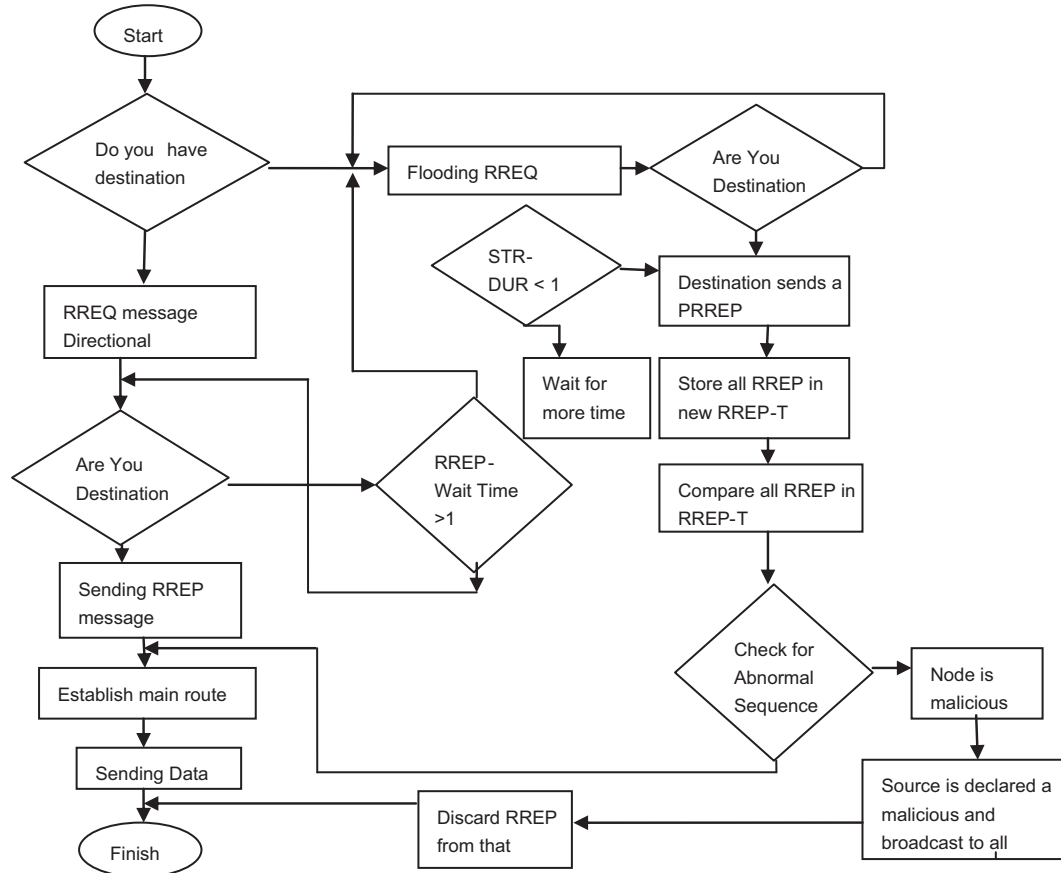 Start
Do you have
destination
Flooding RREQ
Are You
Destination
STR-
DUR < 1
Destination sends a
PRREP
RREQ message
Directional
Wait for
more time
Store all RREP in
new RREP-T
Are You
Destination
RREP-
Wait Time
>1
Compare all RREP in
RREP-T
Sending RREP
message
Check for
Abnormal
Sequence
Node is
malicious
Establish main route
Sending Data
Source is declared a
malicious and
broadcast to all
Discard RREP
from that
Finish